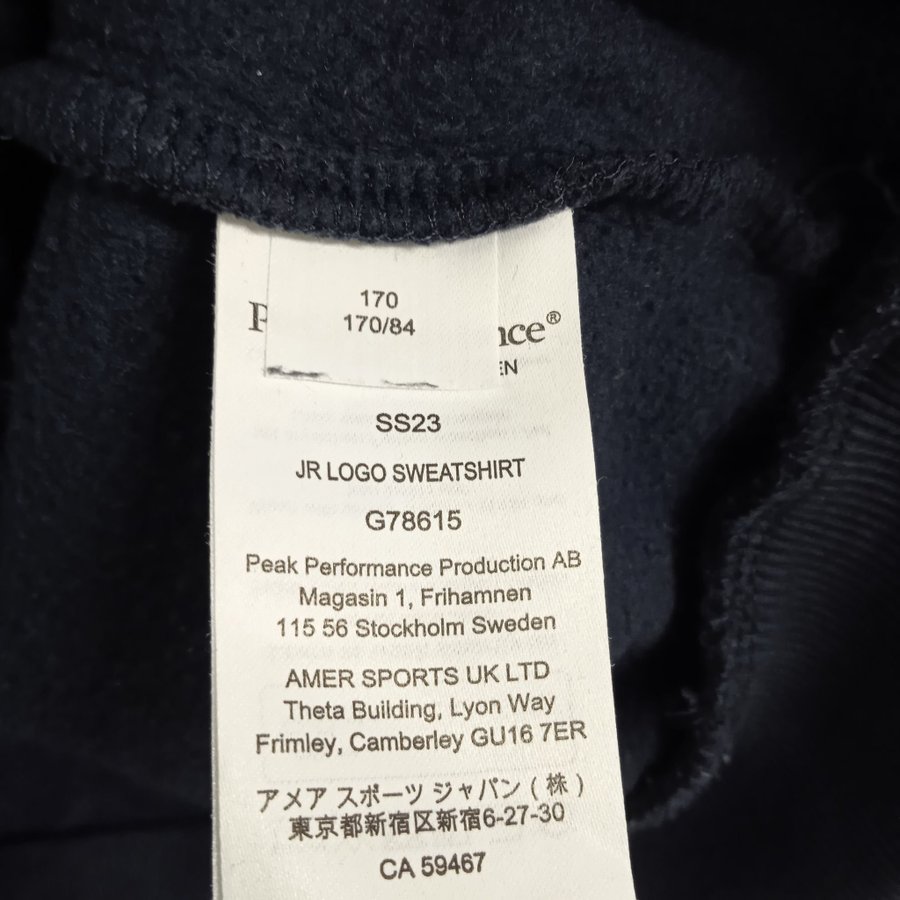 170
170/84
SS23
JR LOGO SWEATSHIRT
G78615
Peak Performance Production AB
Magasin 1, Frihamnen
115 56 Stockholm Sweden
AMER SPORTS UK LTD
Theta Building, Lyon Way
Frimley, Camberley GU16 7ER
アメア スポーツ ジャパン ( 株 )
東京都新宿区新宿6-27-30
CA 59467